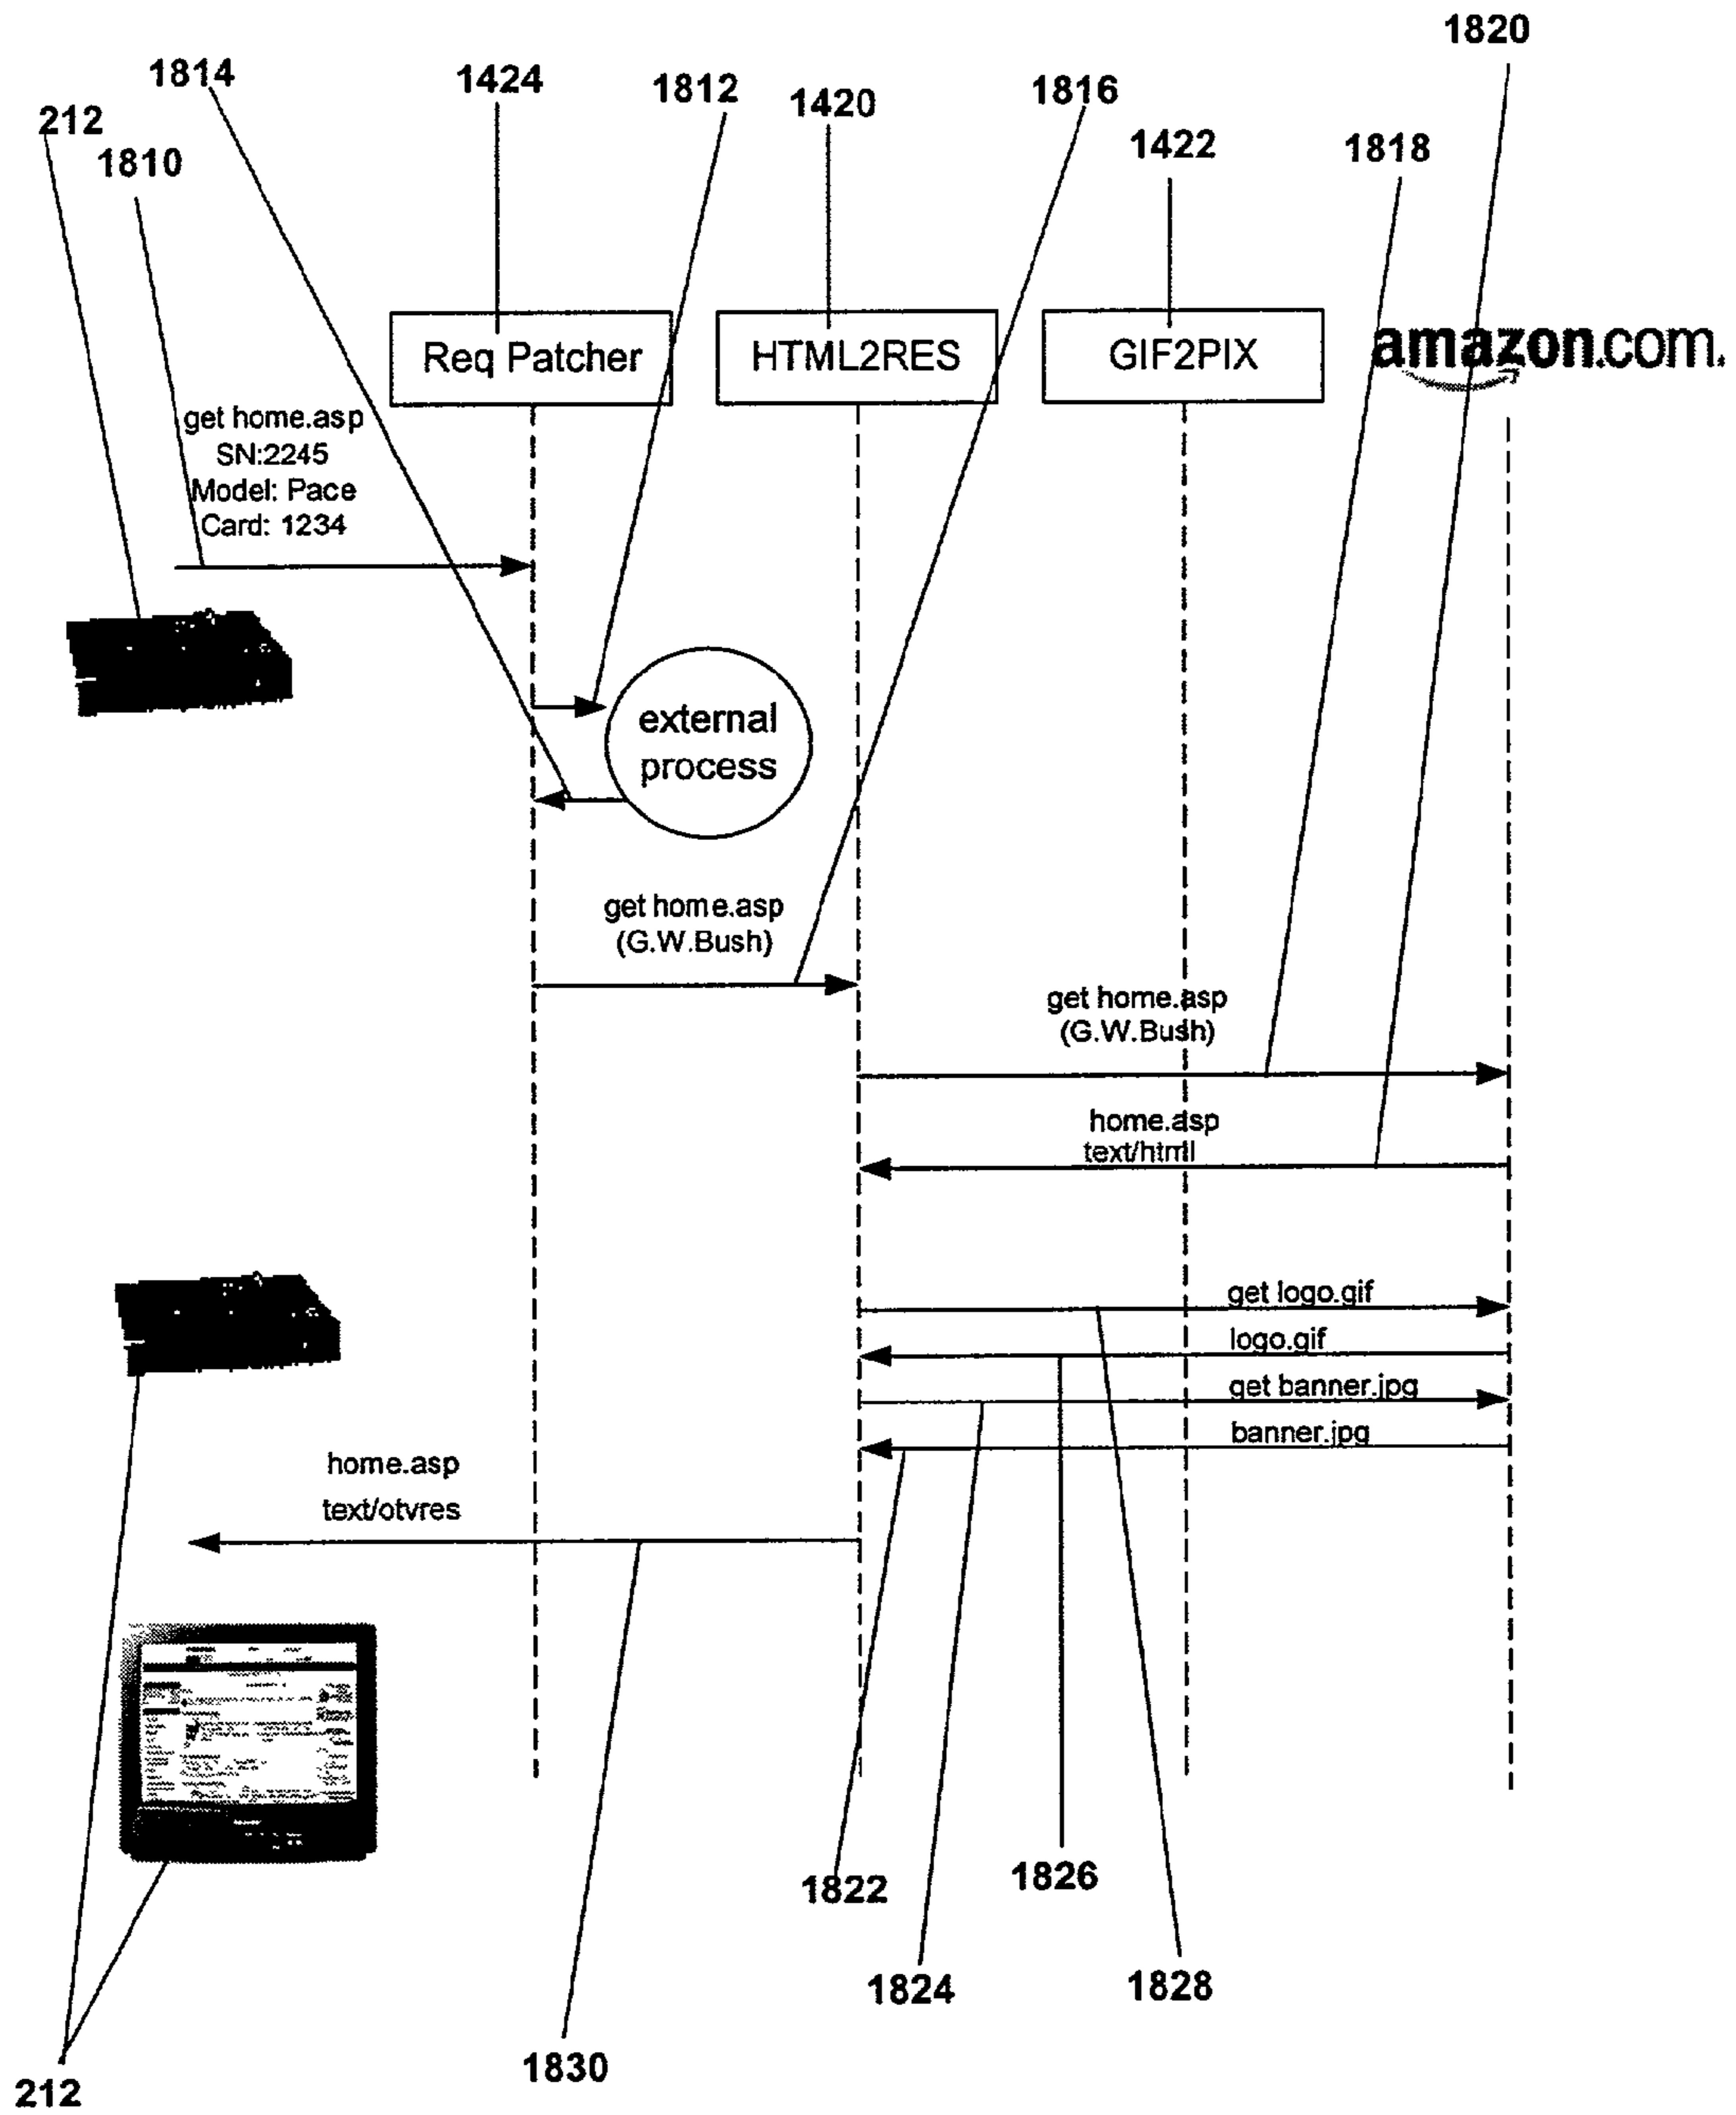 1820
1814
1424
1812
1420
1816
212
1810
1422
1818
Req Patcher
HTML2RES
GIF2PIX
amazon.com.
get home.asp
SN:2245
Model: Pace
Card: 1234
external
process
get home.asp
(G.W.Bush)
get home.asp
(G.W.Bush)
home.asp
text/html
get logo.gif
logo.gif
get banner.jpg
banner.jpg
home.asp
text/otvres
1822
1826
1824
1828
1830
212